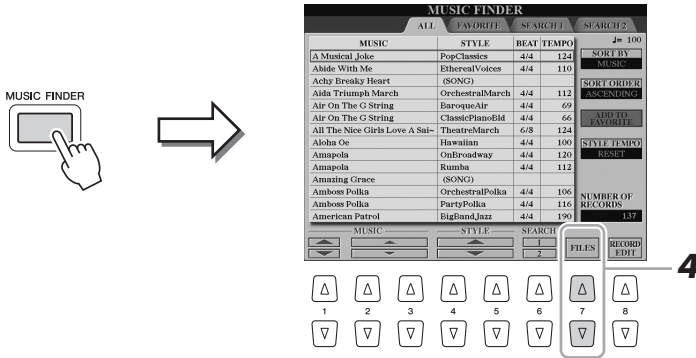 MUSIC FINDER
MUSIC FINDER
ALL FAVORITE SEARCH 1 SEARCH 2
MUSIC STYLE BEAT TEMPO
♩= 100
A Musical Joke PopClassics 4/4 124
Abide With Me EtherealVoices 4/4 110
Achy Breaky Heart (SONG)
Aida Triumph March OrchestralMarch 4/4 112
Air On The G String BaroqueAir 4/4 69
Air On The G String ClassicPianoBld 4/4 66
All The Nice Girls Love A Sai~ TheatreMarch 6/8 124
Aloha Oe Hawaiian 4/4 100
Amapola OnBroadway 4/4 120
Amapola Rumba 4/4 112
Amazing Grace (SONG)
Amboss Polka OrchestralPolka 4/4 106
Amboss Polka PartyPolka 4/4 116
American Patrol BigBandJazz 4/4 190
SORT BY
MUSIC
SORT ORDER
ASCENDING
ADD TO
FAVORITE
STYLE TEMPO
RESET
NUMBER OF
RECORDS
137
MUSIC STYLE SEARCH
1
2
FILES
RECORD
EDIT
4
1 2 3 4 5 6 7 8